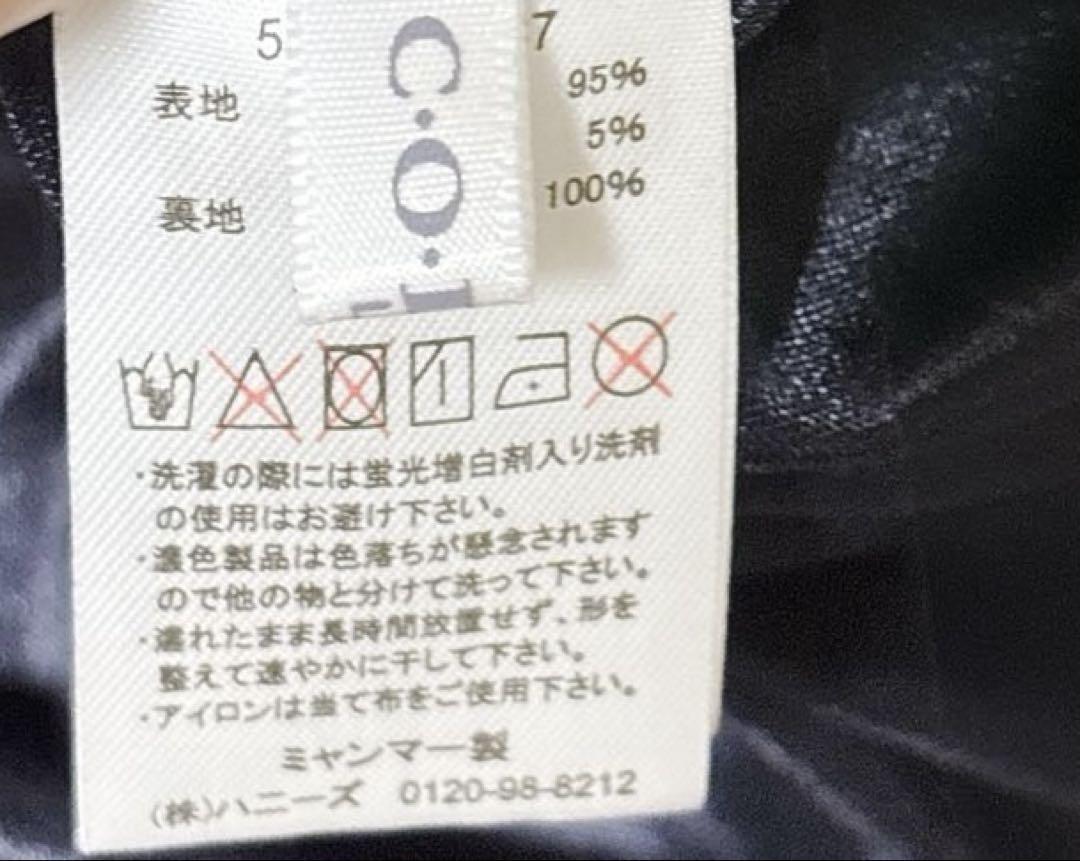 5 7
表地 95%
5%
裏地 100%
C.O.
・洗濯の際には蛍光増白剤入り洗剤
の使用はお避け下さい。
・濃色製品は色落ちが懸念されます
ので他の物と分けて洗って下さい。
・濡れたまま長時間放置せず、形を
整えて速やかに干して下さい。
・アイロンは当て布をご使用下さい。
ミャンマー製
(株)ハニーズ 0120-98-8212